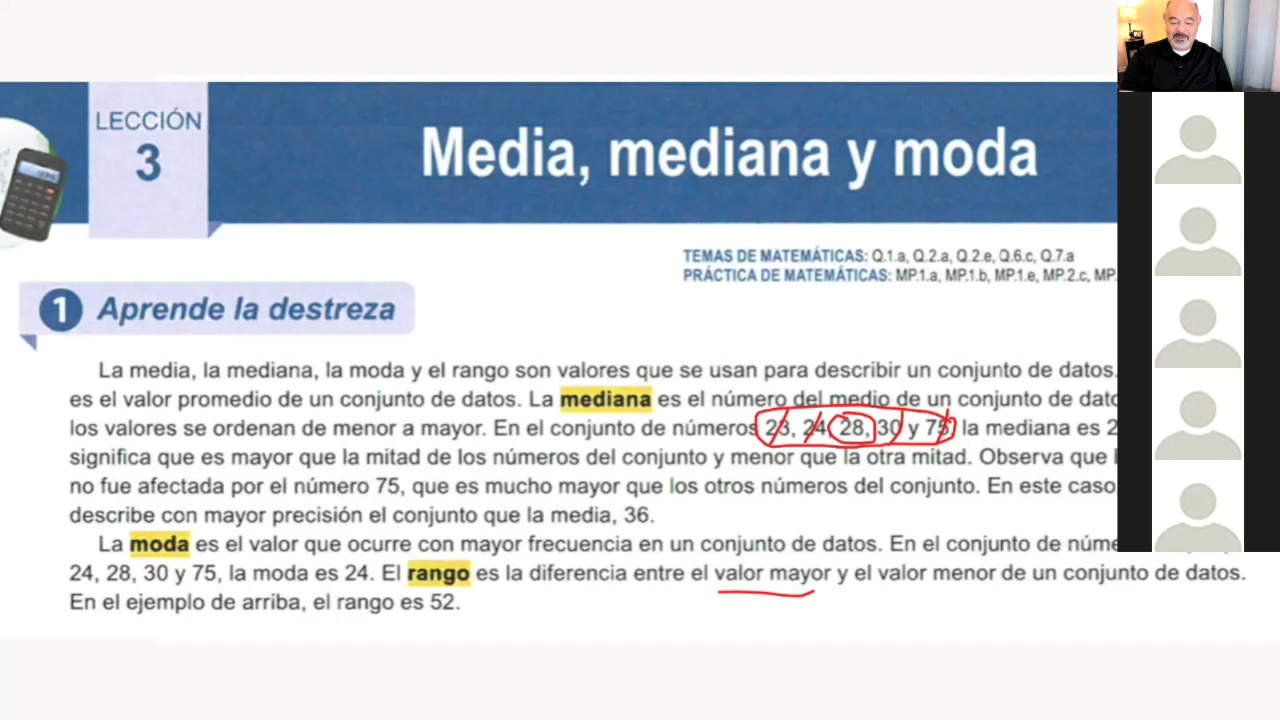 LECCIÓN
3
Media, mediana y moda
TEMAS DE MATEMÁTICAS: Q.1.a, Q.2.a, Q.2.e, Q.6.c, Q.7.a
PRÁCTICA DE MATEMÁTICAS: MP.1.a, MP.1.b, MP.1.e, MP.2.c, MP.
1 Aprende la destreza
La media, la mediana, la moda y el rango son valores que se usan para describir un conjunto de datos.
es el valor promedio de un conjunto de datos. La mediana es el número del medio de un conjunto de
los valores se ordenan de menor a mayor. En el conjunto de números 23, 24, 28, 30 y 75, la mediana es
significa que es mayor que la mitad de los números del conjunto y menor que la otra mitad. Observa que
no fue afectada por el número 75, que es mucho mayor que los otros números del conjunto. En este caso
describe con mayor precisión el conjunto que la media, 36.
La moda es el valor que ocurre con mayor frecuencia en un conjunto de datos. En el conjunto de
24, 28, 30 y 75, la moda es 24. El rango es la diferencia entre el valor mayor y el valor menor de un conjunto de datos.
En el ejemplo de arriba, el rango es 52.